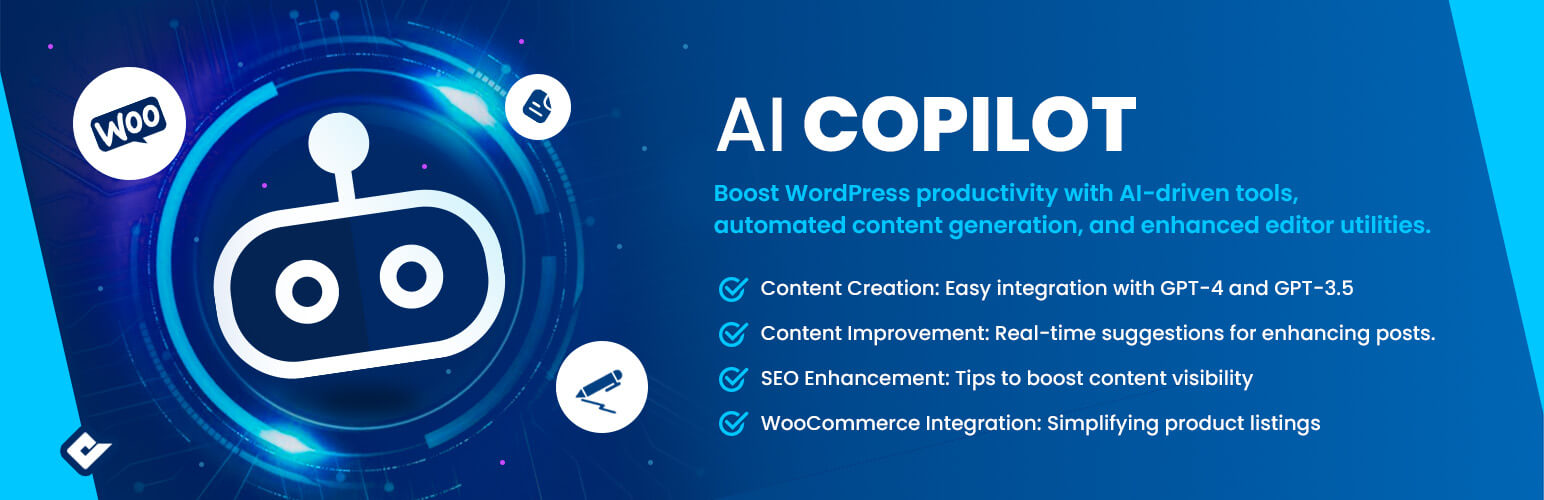 WOO
AI COPILOT
Boost WordPress productivity with AI-driven tools,
automated content generation, and enhanced editor utilities.
Content Creation: Easy integration with GPT-4 and GPT-3.5
Content Improvement: Real-time suggestions for enhancing posts.
SEO Enhancement: Tips to boost content visibility
WooCommerce Integration: Simplifying product listings